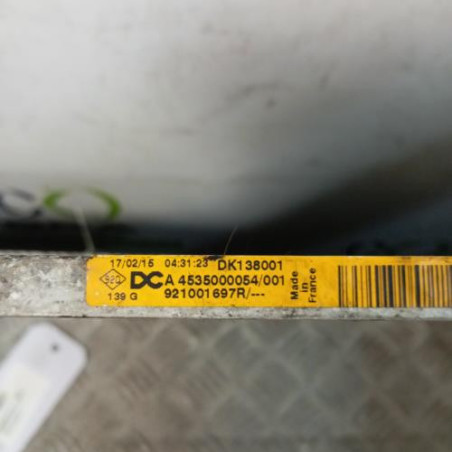 17/02/15 04:31:23 DK138001
DC A 4535000054/001
139 G 921001697R/---
Made in France